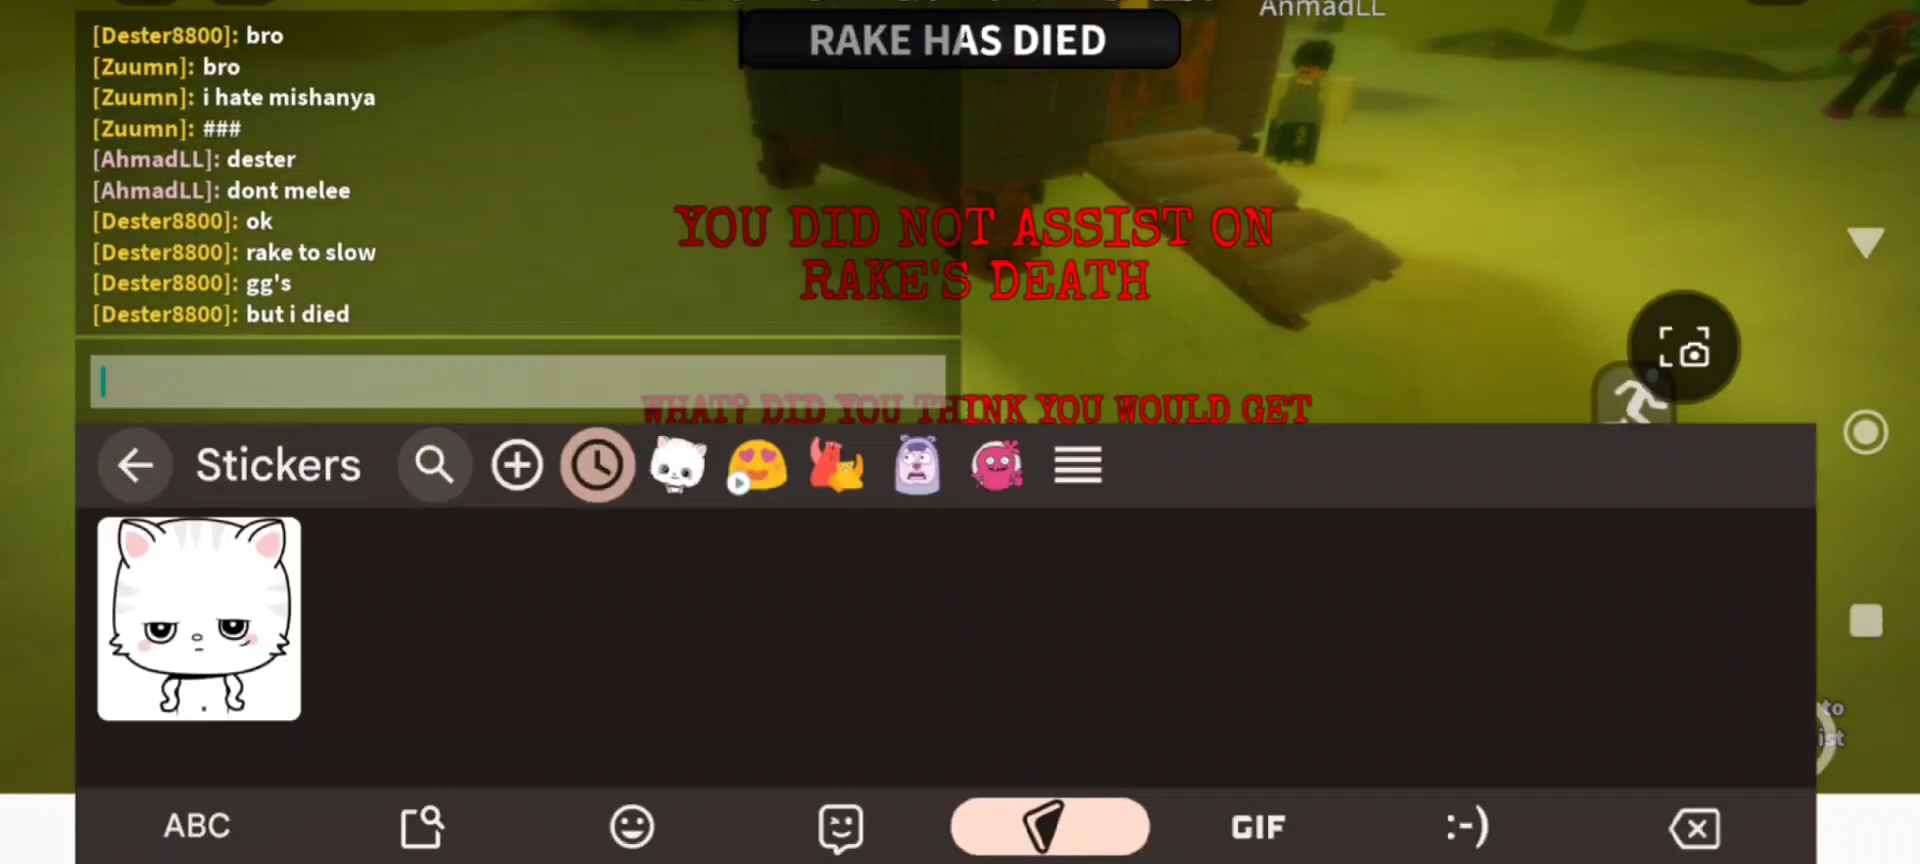 AhmadLL
RAKE HAS DIED
[Dester8800]: bro
[Zuumn]: bro
[Zuumn]: i hate mishanya
[Zuumn]: ###
[AhmadLL]: dester
[AhmadLL]: dont melee
[Dester8800]: ok
[Dester8800]: rake to slow
[Dester8800]: gg's
[Dester8800]: but i died
YOU DID NOT ASSIST ON
RAKE'S DEATH
WHAT? DID YOU THINK YOU WOULD GET
Stickers
to
ist
ABC
GIF
:-)